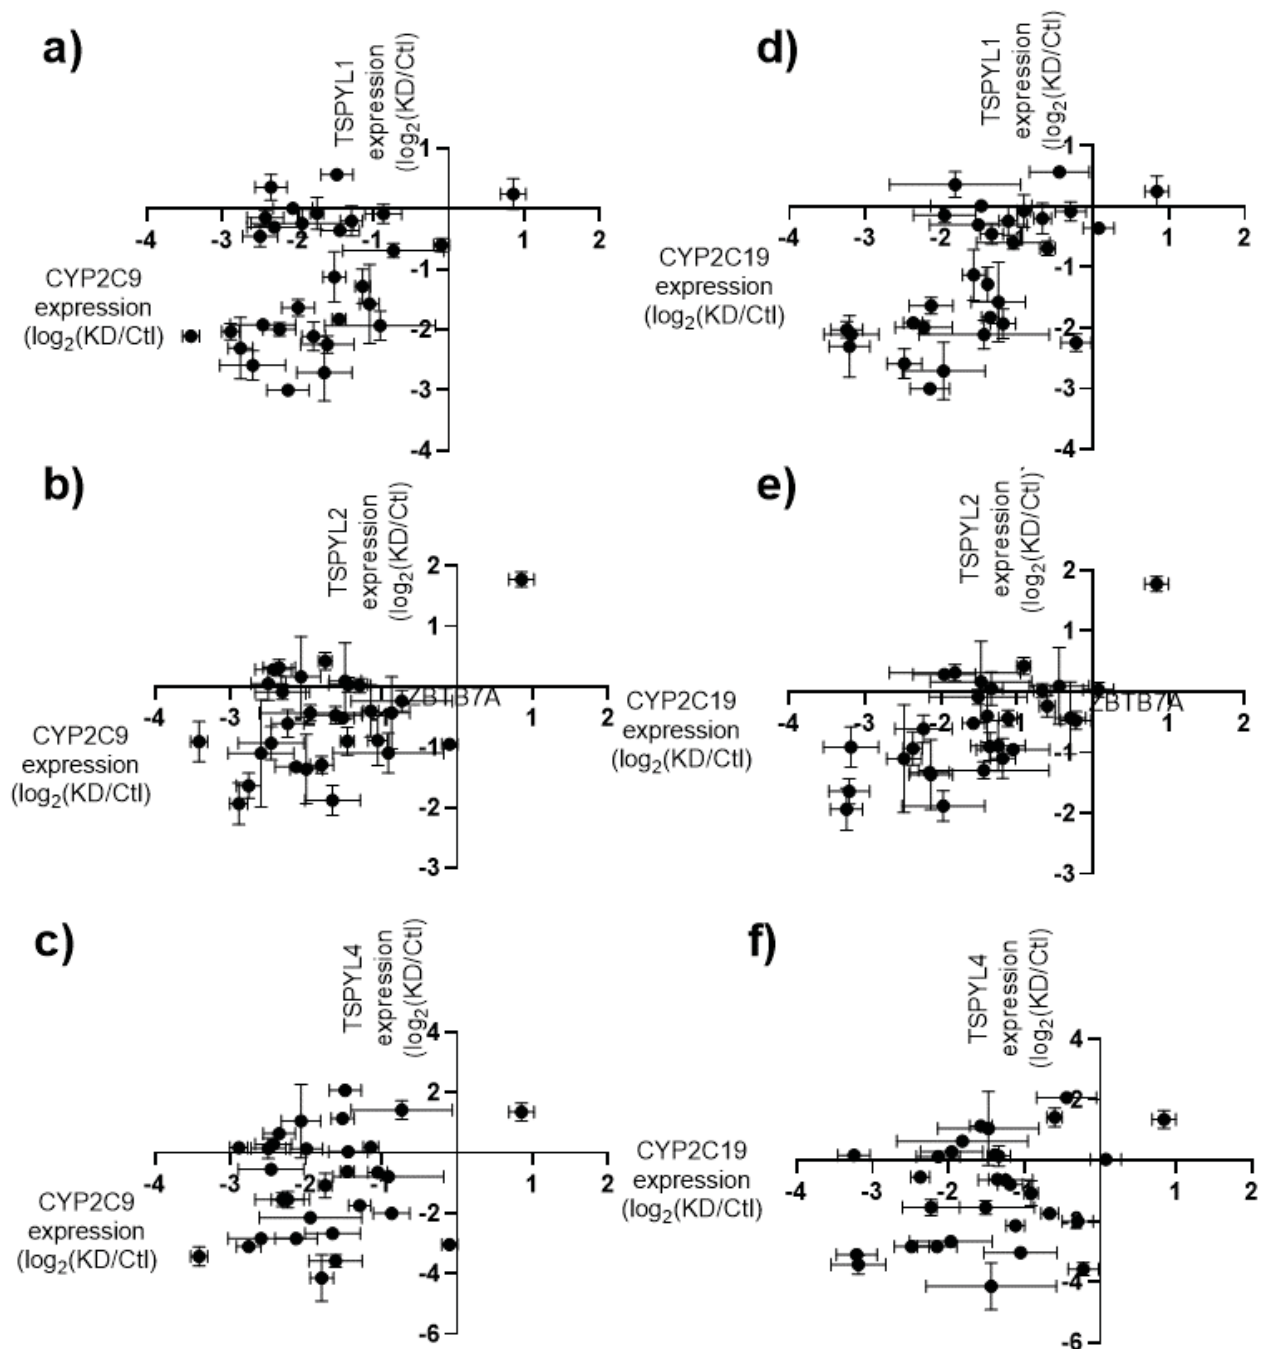 a)
TSPYL1
expression
(log2(KD/Ctl)
1
-4 -3 -2 -1 1 2
-1
-2
-3
-4
CYP2C9
expression
(log2(KD/Ctl)
d)
TSPYL1
expression
(log2(KD/Ctl)
1
-4 -3 -2 -1 1 2
-1
-2
-3
-4
CYP2C19
expression
(log2(KD/Ctl)
b)
TSPYL2
expression
(log2(KD/Ctl)
2
1
ZBTB7A
-4 -3 -2 -1 1 2
-1
-2
-3
CYP2C9
expression
(log2(KD/Ctl)
e)
TSPYL2
expression
(log2(KD/Ctl)`
2
1
ZBTB7A
-4 -3 -2 -1 1 2
-1
-2
-3
CYP2C19
expression
(log2(KD/Ctl)
c)
TSPYL4
expression
(log2(KD/Ctl)
4
2
-4 -3 -2 -1 1 2
-2
-4
-6
CYP2C9
expression
(log2(KD/Ctl)
f)
TSPYL4
expression
(log2(KD/Ctl)
4
2
-4 -3 -2 -1 1 2
-2
-4
-6
CYP2C19
expression
(log2(KD/Ctl)